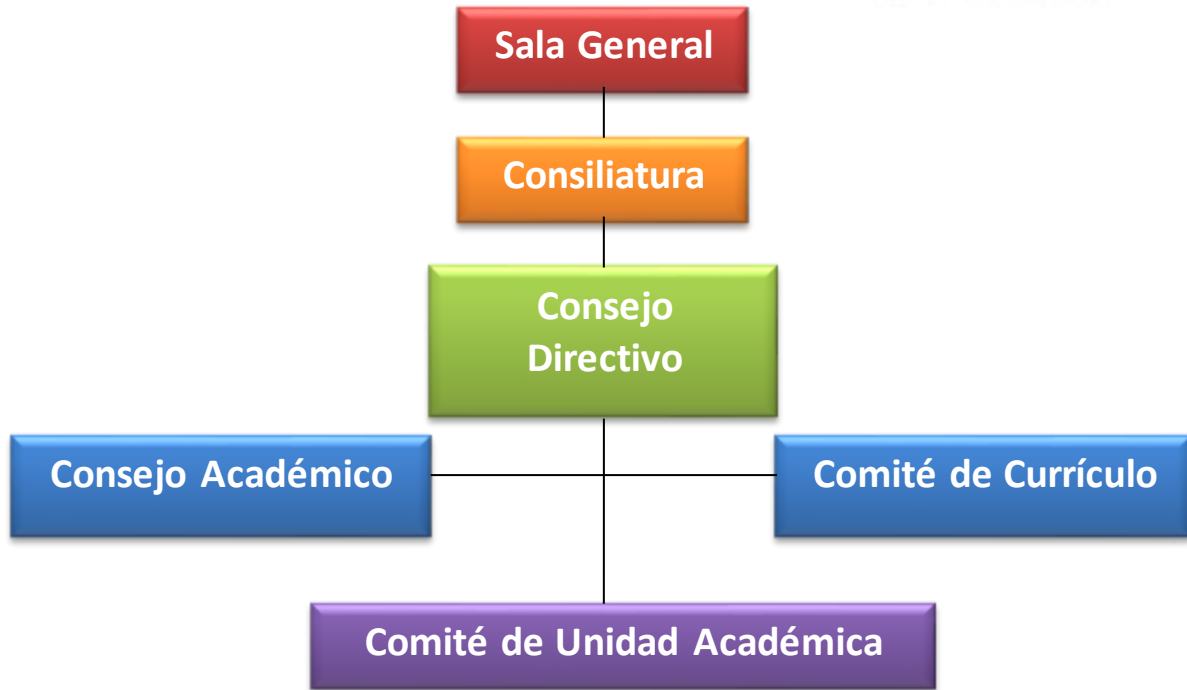 Sala General
Consiliatura
Consejo
Directivo
Consejo Académico
Comité de Currículo
Comité de Unidad Académica